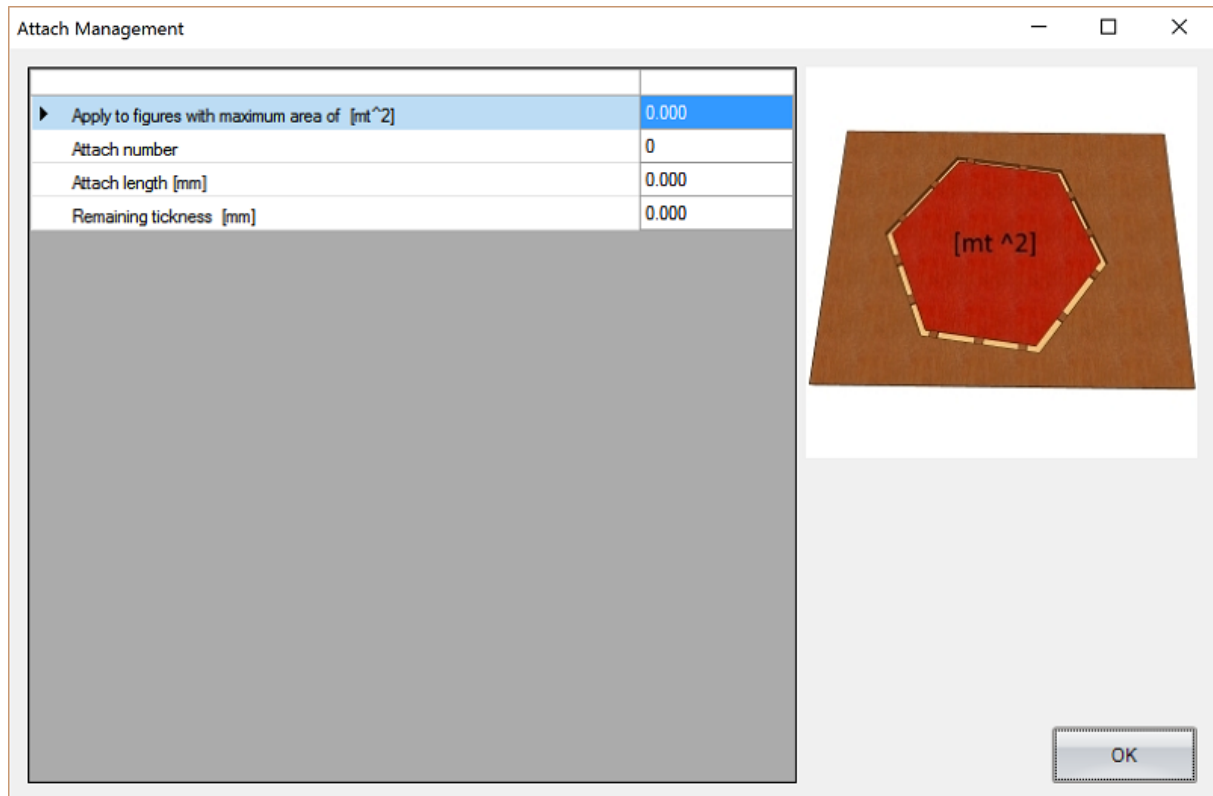 Attach Management
Apply to figures with maximum area of [mt^2] 0.000
Attach number 0
Attach length [mm] 0.000
Remaining tickness [mm] 0.000
[mt ^2]
OK